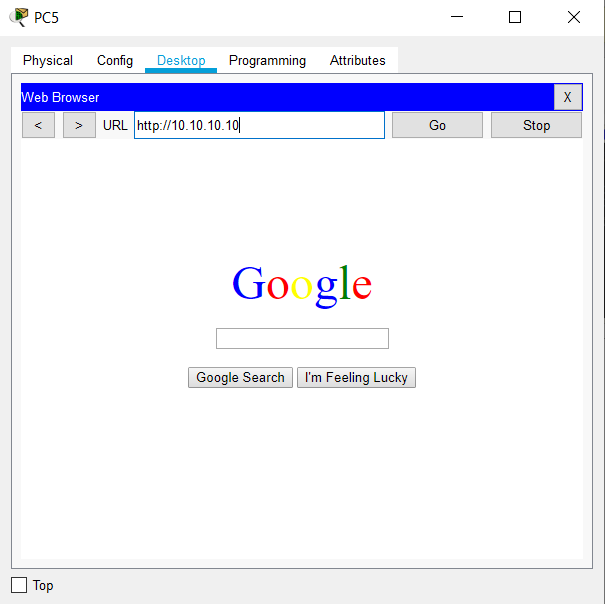 PC5
Physical Config Desktop Programming Attributes
Web Browser X
< > URL http://10.10.10.10 Go Stop
Google
Google Search I'm Feeling Lucky
Top